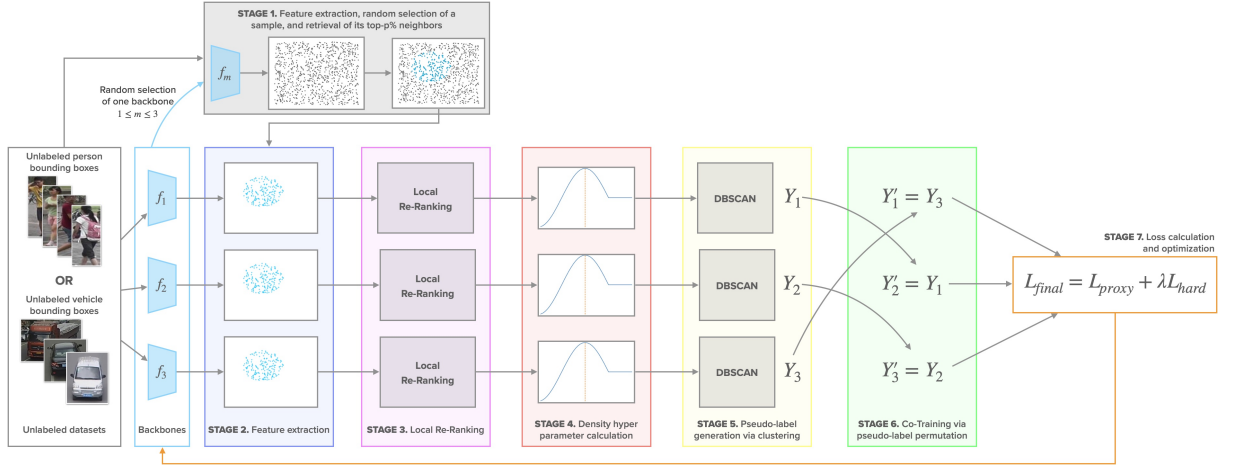 STAGE 1. Feature extraction, random selection of a
sample, and retrieval of its top-p% neighbors
f_m
Random selection
of one backbone
1 ≤ m ≤ 3
Unlabeled person
bounding boxes
OR
Unlabeled vehicle
bounding boxes
Unlabeled datasets
f_1
f_2
f_3
Backbones
STAGE 2. Feature extraction
Local
Re-Ranking
Local
Re-Ranking
Local
Re-Ranking
STAGE 3. Local Re-Ranking
STAGE 4. Density hyper
parameter calculation
DBSCAN
Y_1
DBSCAN
Y_2
DBSCAN
Y_3
STAGE 5. Pseudo-label
generation via clustering
Y'_1 = Y_3
Y'_2 = Y_1
Y'_3 = Y_2
STAGE 6. Co-Training via
pseudo-label permutation
STAGE 7. Loss calculation
and optimization
L_final = L_proxy + λL_hard